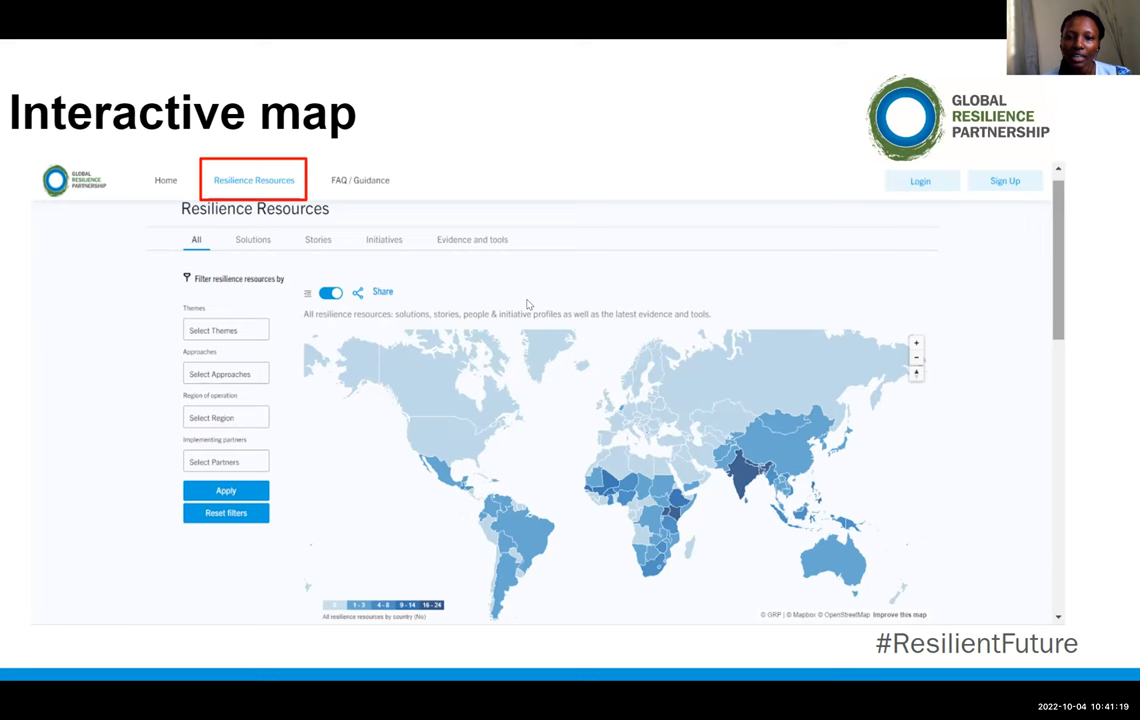 Interactive map
GLOBAL
RESILIENCE
PARTNERSHIP
GLOBAL
RESILIENCE
PARTNERSHIP
Home
Resilience Resources
FAQ / Guidance
Login
Sign Up
Resilience Resources
All
Solutions
Stories
Initiatives
Evidence and tools
Filter resilience resources by
Share
All resilience resources: solutions, stories, people & initiative profiles as well as the latest evidence and tools.
Themes
Select Themes
Approaches
Select Approaches
Region of operation
Select Region
Implementing partners
Select Partners
Apply
Reset filters
+
−
0 1 - 3 4 - 8 9 - 14 16 - 24
All resilience resources by country (No)
© GRP | © Mapbox © OpenStreetMap Improve this map
#ResilientFuture
2022-10-04 10:41:19